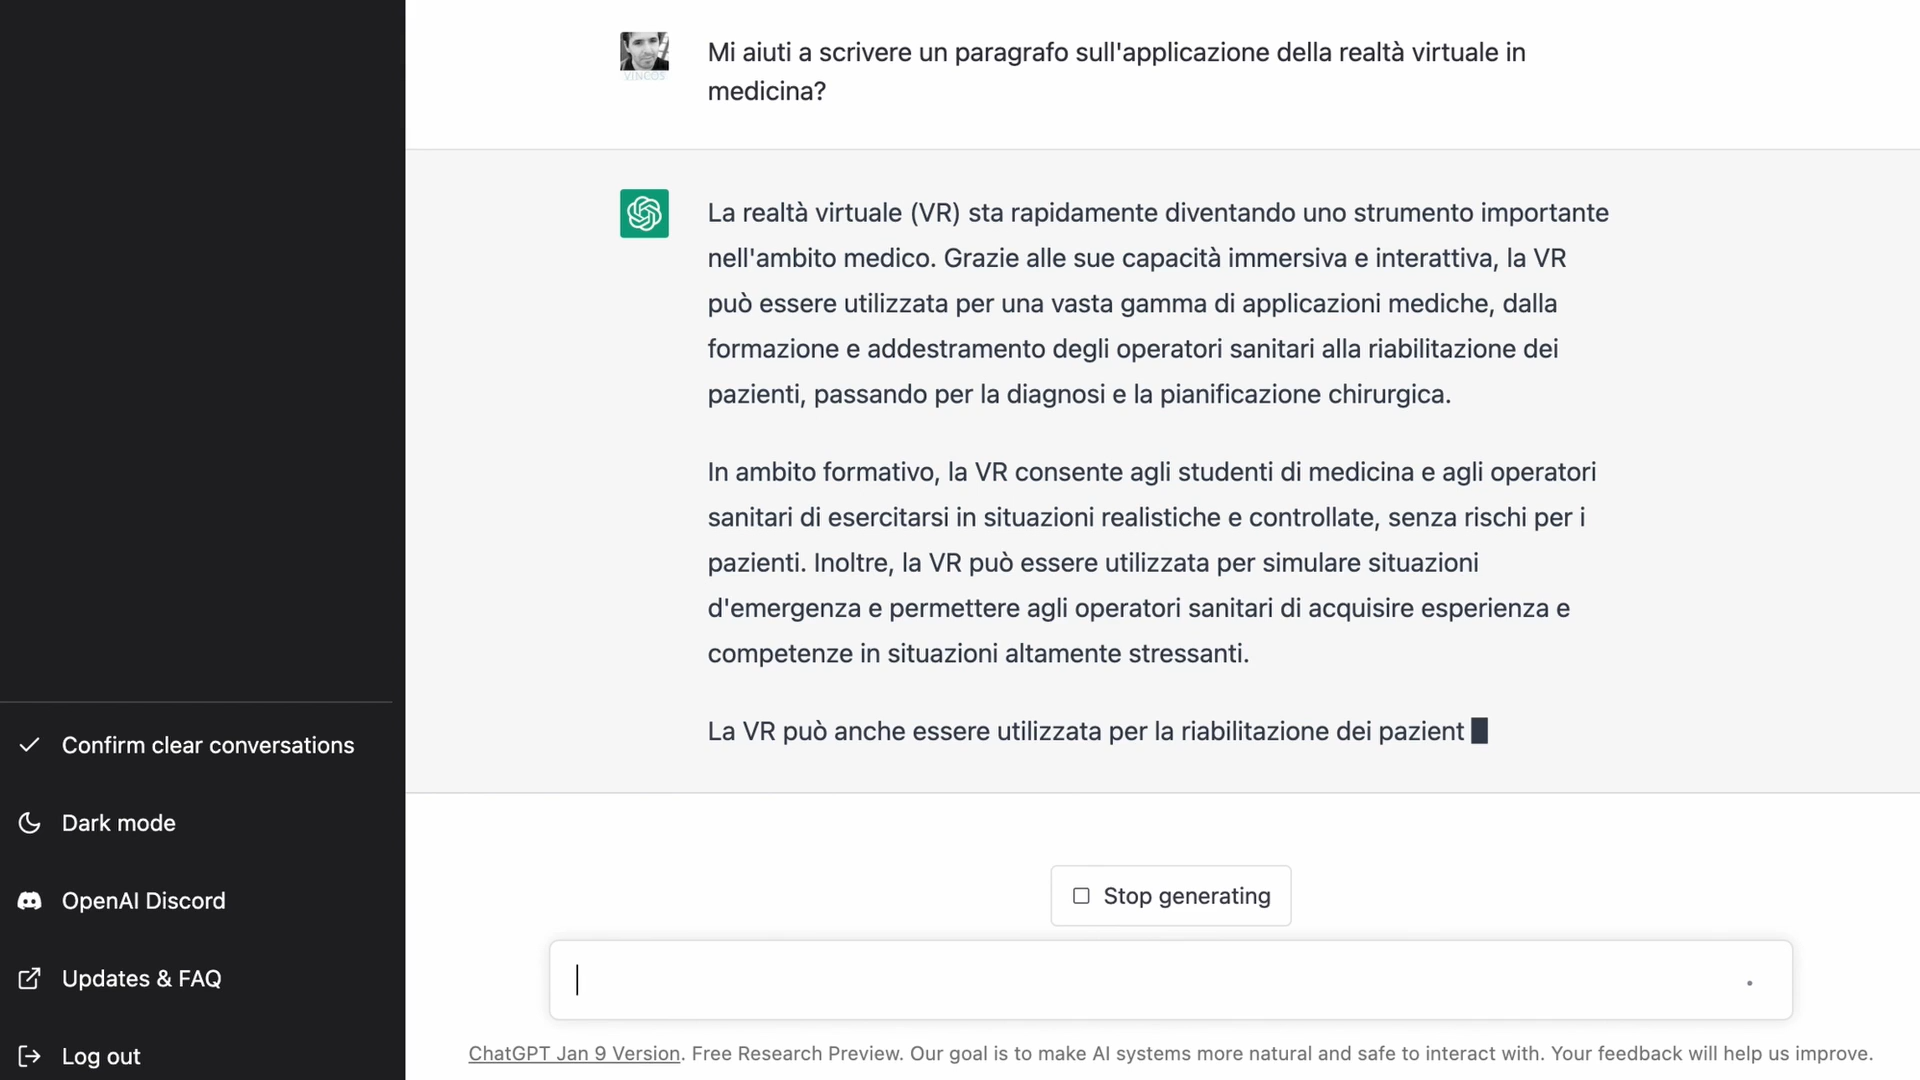 Mi aiuti a scrivere un paragrafo sull'applicazione della realtà virtuale in
medicina?
VINCOS
La realtà virtuale (VR) sta rapidamente diventando uno strumento importante
nell'ambito medico. Grazie alle sue capacità immersiva e interattiva, la VR
può essere utilizzata per una vasta gamma di applicazioni mediche, dalla
formazione e addestramento degli operatori sanitari alla riabilitazione dei
pazienti, passando per la diagnosi e la pianificazione chirurgica.
In ambito formativo, la VR consente agli studenti di medicina e agli operatori
sanitari di esercitarsi in situazioni realistiche e controllate, senza rischi per i
pazienti. Inoltre, la VR può essere utilizzata per simulare situazioni
d'emergenza e permettere agli operatori sanitari di acquisire esperienza e
competenze in situazioni altamente stressanti.
La VR può anche essere utilizzata per la riabilitazione dei pazient
Confirm clear conversations
Dark mode
OpenAI Discord
Updates & FAQ
Log out
Stop generating
ChatGPT Jan 9 Version. Free Research Preview. Our goal is to make AI systems more natural and safe to interact with. Your feedback will help us improve.